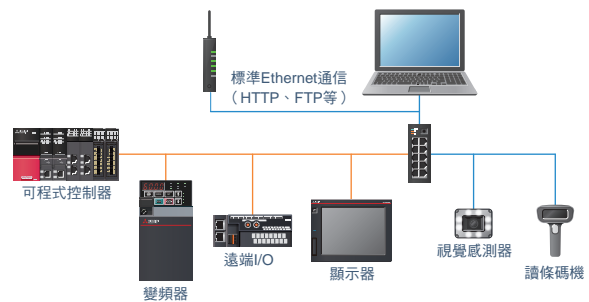 標準Ethernet通信
（HTTP、FTP等）
可程式控制器
變頻器
遠端I/O
顯示器
視覺感測器
讀條碼機